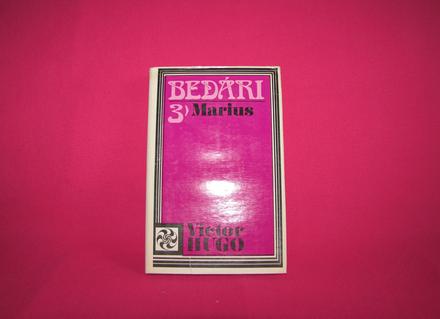 BEDÁRI
3) Marius
Victor
HUGO